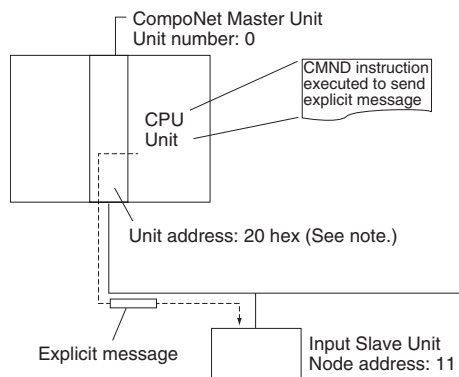 CompoNet Master Unit
Unit number: 0
CMND instruction
executed to send
explicit message
CPU
Unit
Unit address: 20 hex (See note.)
Explicit message
Input Slave Unit
Node address: 11